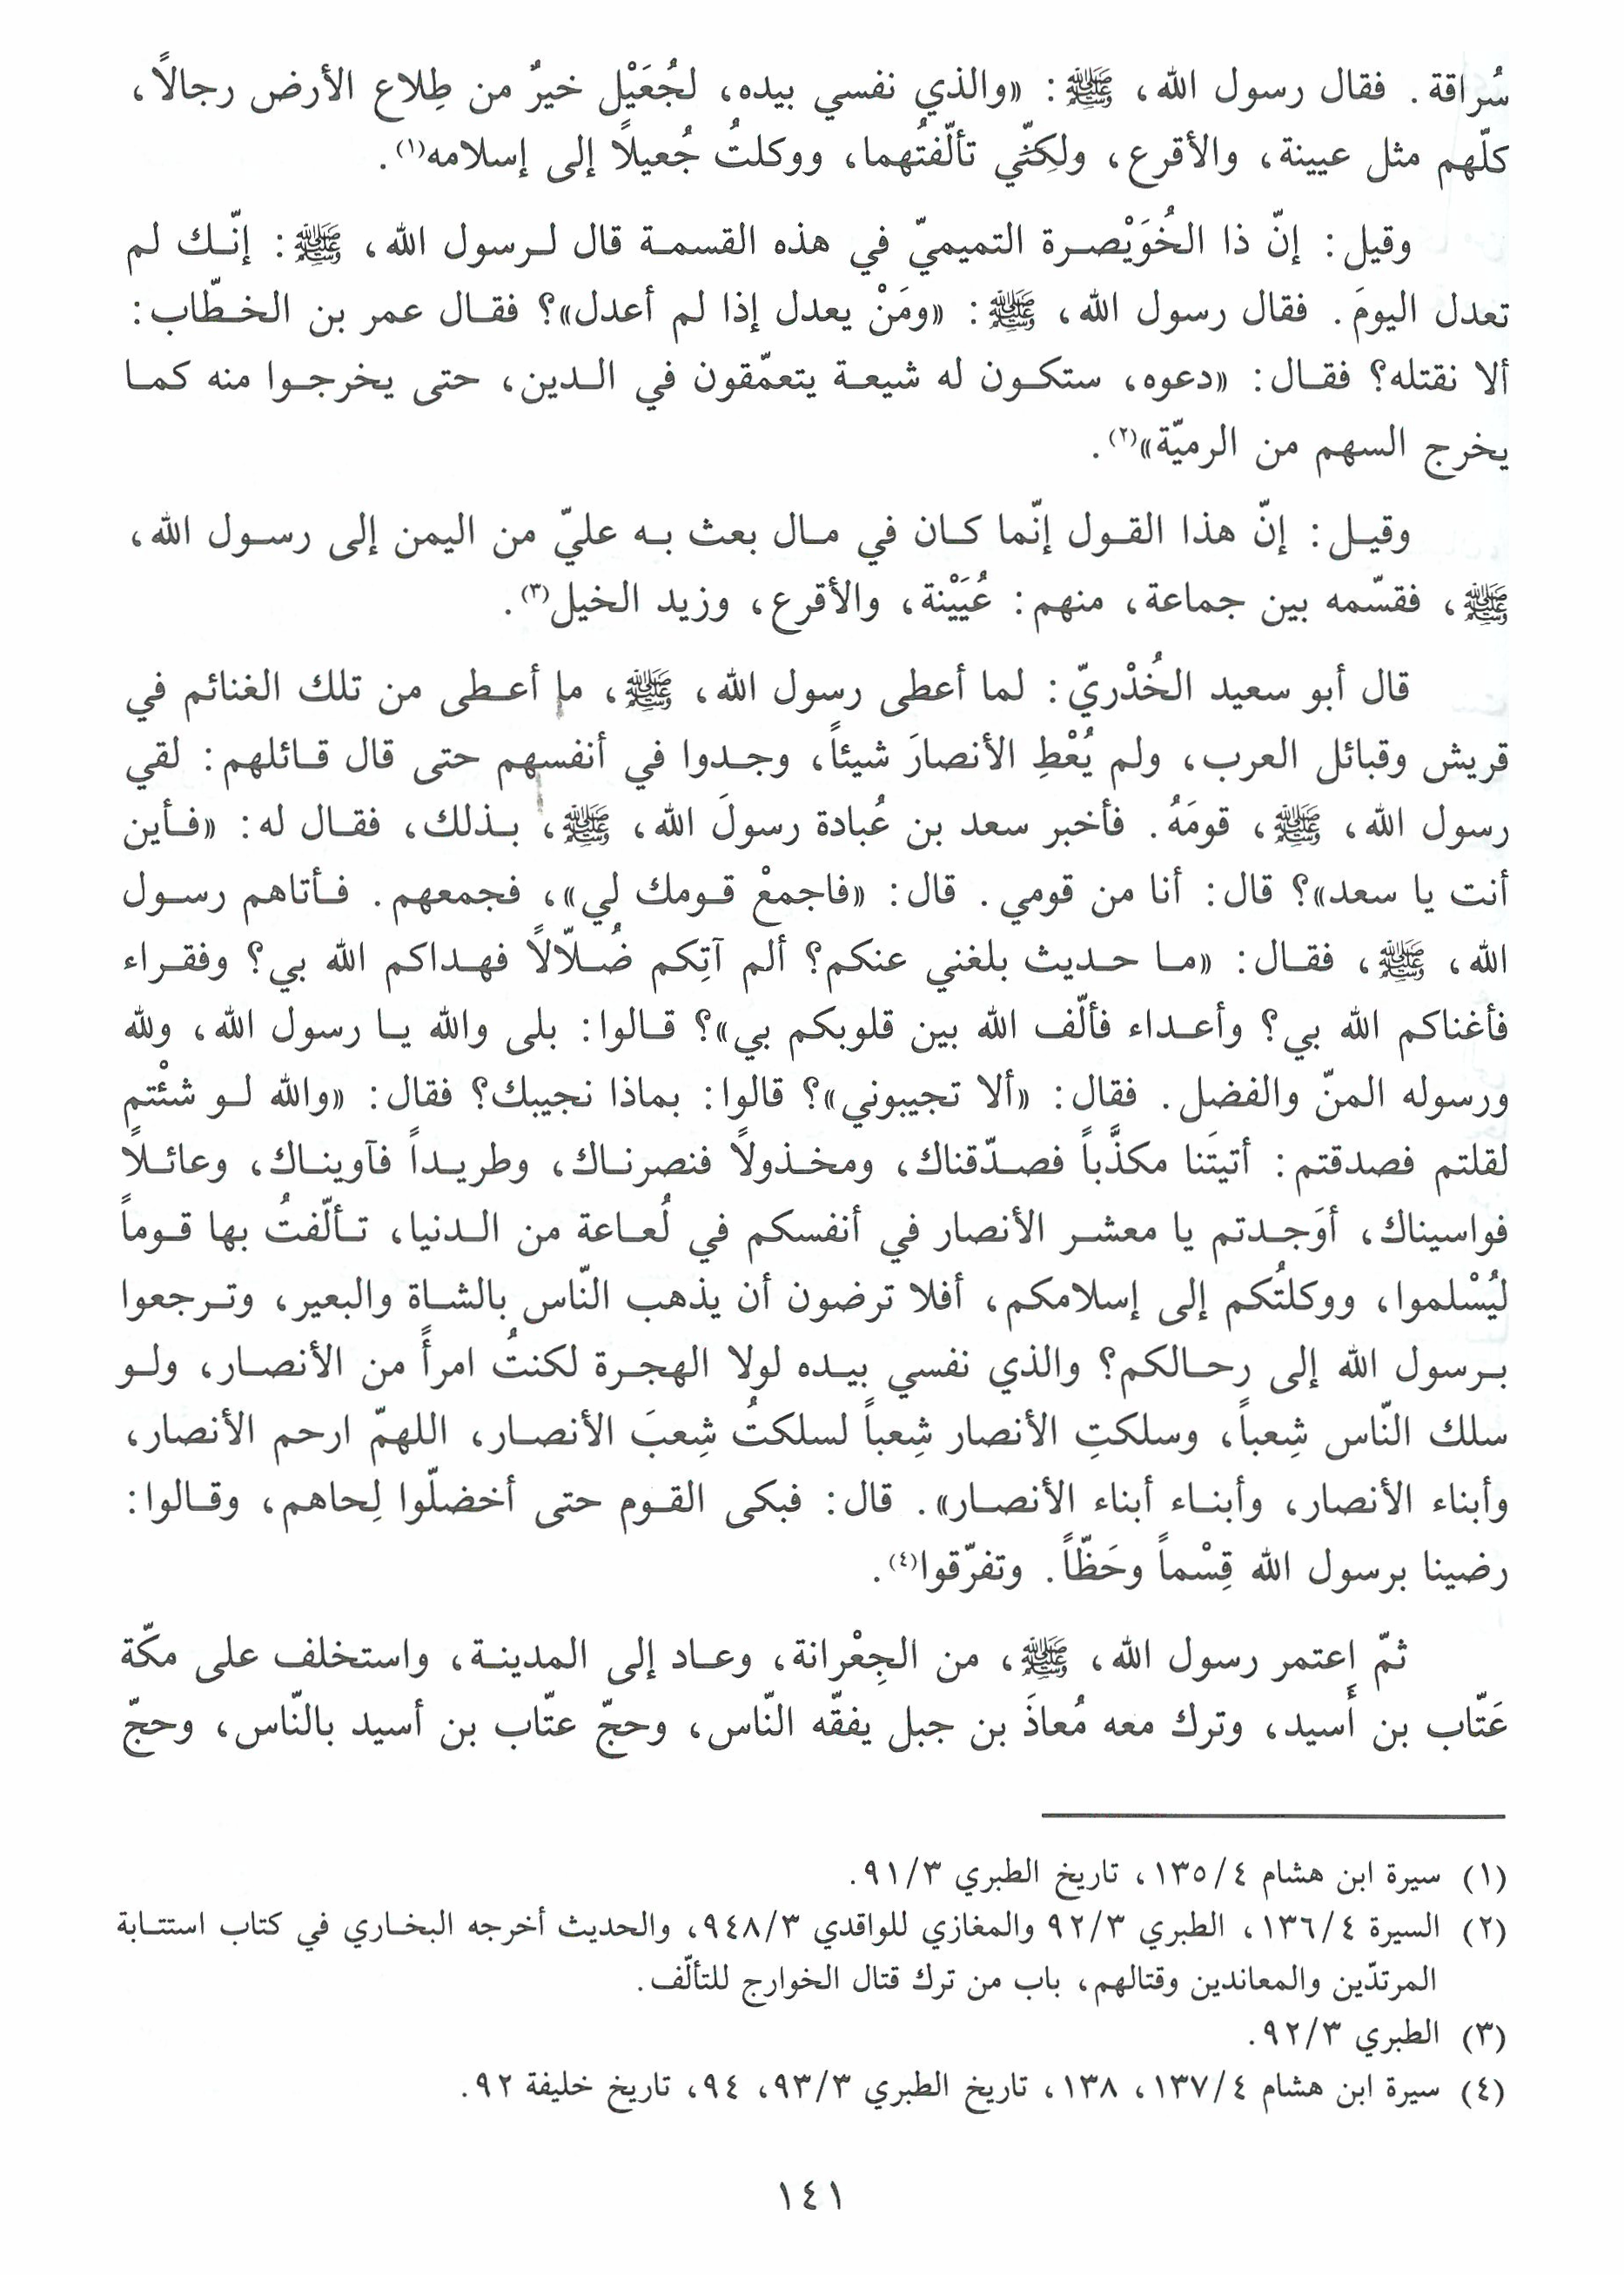 سُراقة. فقال رسول الله، ﷺ: «والذي نفسي بيده، لجُعَيْل خيرٌ من طِلاع الأرض رجالاً،
كلّهم مثل عيينة، والأقرع، ولكِنّي تألّفتُهما، ووكلتُ جُعيلاً إلى إسلامه(١).
وقيل: إنّ ذا الخُوَيْصرة التميميّ في هذه القسمة قال لرسول الله، ﷺ: إنّك لم
تعدل اليومَ. فقال رسول الله، ﷺ: «ومَنْ يعدل إذا لم أعدل»؟ فقال عمر بن الخطّاب:
ألا نقتله؟ فقال: «دعوه، ستكون له شيعة يتعمّقون في الدين، حتى يخرجوا منه كما
يخرج السهم من الرميّة»(٢).
وقيل: إنّ هذا القول إنّما كان في مال بعث به عليّ من اليمن إلى رسول الله،
ﷺ، فقسّمه بين جماعة، منهم: عُيَيْنة، والأقرع، وزيد الخيل(٣).
قال أبو سعيد الخُدْريّ: لما أعطى رسول الله، ﷺ، ما أعطى من تلك الغنائم في
قريش وقبائل العرب، ولم يُعْطِ الأنصارَ شيئاً، وجدوا في أنفسهم حتى قال قائلهم: لقي
رسول الله، ﷺ، قومَهُ. فأخبر سعد بن عُبادة رسولَ الله، ﷺ، بذلك، فقال له: «فأين
أنت يا سعد»؟ قال: أنا من قومي. قال: «فاجمعْ قومك لي»، فجمعهم. فأتاهم رسول
الله، ﷺ، فقال: «ما حديث بلغني عنكم؟ ألم آتِكم ضُلاّلاً فهداكم الله بي؟ وفقراء
فأغناكم الله بي؟ وأعداء فألّف الله بين قلوبكم بي»؟ قالوا: بلى والله يا رسول الله، ولله
ورسوله المنّ والفضل. فقال: «ألا تجيبوني»؟ قالوا: بماذا نجيبك؟ فقال: «والله لو شئْتم
لقلتم فصدقتم: أتيتَنا مكذَّباً فصدّقناك، ومخذولاً فنصرناك، وطريداً فآويناك، وعائلاً
فواسيناك، أوَجدتم يا معشر الأنصار في أنفسكم في لُعاعة من الدنيا، تألّفتُ بها قوماً
ليُسْلموا، ووكلتُكم إلى إسلامكم، أفلا ترضون أن يذهب النّاس بالشاة والبعير، وترجعوا
برسول الله إلى رحالكم؟ والذي نفسي بيده لولا الهجرة لكنتُ امرأً من الأنصار، ولو
سلك النّاس شِعباً، وسلكتِ الأنصار شِعباً لسلكتُ شِعبَ الأنصار، اللهمّ ارحم الأنصار،
وأبناء الأنصار، وأبناء أبناء الأنصار». قال: فبكى القوم حتى أخضلّوا لِحاهم، وقالوا:
رضينا برسول الله قِسْماً وحَظّاً. وتفرّقوا(٤).
ثمّ اعتمر رسول الله، ﷺ، من الجِعْرانة، وعاد إلى المدينة، واستخلف على مكّة
عَتّاب بن أَسيد، وترك معه مُعاذَ بن جبل يفقّه النّاس، وحجّ عتّاب بن أسيد بالنّاس، وحجّ
(١) سيرة ابن هشام ١٣٥/٤، تاريخ الطبري ٩١/٣.
(٢) السيرة ١٣٦/٤، الطبري ٩٢/٣ والمغازي للواقدي ٩٤٨/٣، والحديث أخرجه البخاري في كتاب استتابة
المرتدّين والمعاندين وقتالهم، باب من ترك قتال الخوارج للتألّف.
(٣) الطبري ٩٢/٣.
(٤) سيرة ابن هشام ١٣٧/٤، ١٣٨، تاريخ الطبري ٩٣/٣، ٩٤، تاريخ خليفة ٩٢.
١٤١